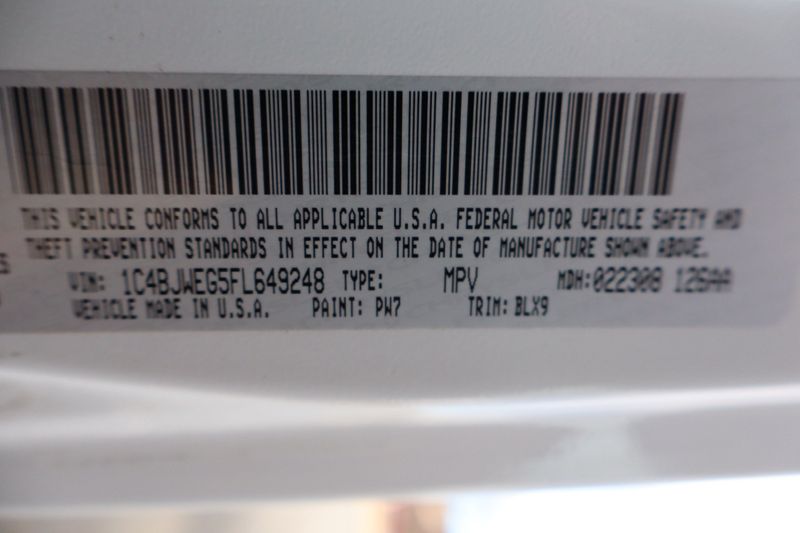 THIS VEHICLE CONFORMS TO ALL APPLICABLE U.S.A. FEDERAL MOTOR VEHICLE SAFETY AND
THEFT PREVENTION STANDARDS IN EFFECT ON THE DATE OF MANUFACTURE SHOWN ABOVE.
VIN: 1C4BJWEG5FL649248 TYPE: MPV MDH:022308 126AA
VEHICLE MADE IN U.S.A. PAINT: PW7 TRIM: BLX9